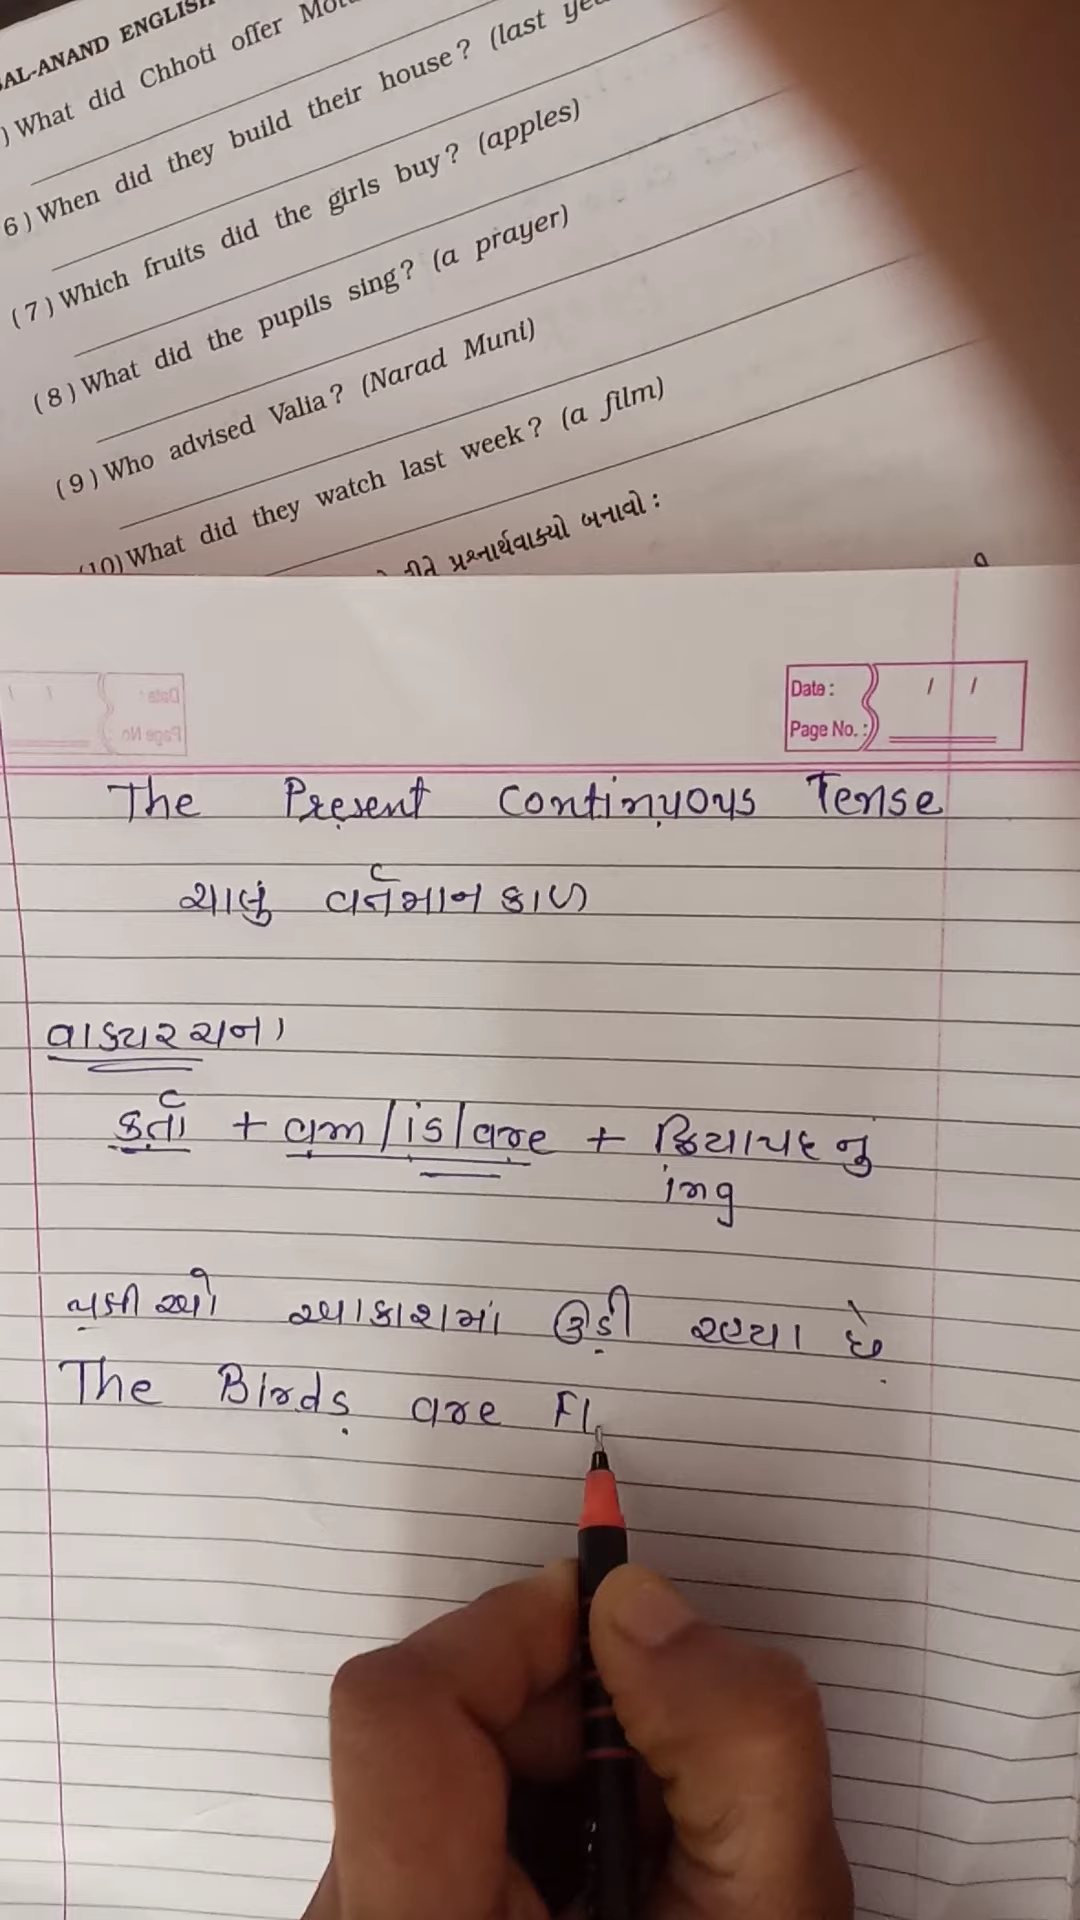 BAL-ANAND ENGLISH
) What did Chhoti offer
6) When did they build their house? (last
(7) Which fruits did the girls buy? (apples)
(8) What did the pupils sing? (a prayer)
(9) Who advised Valia? (Narad Muni)
(10) What did they watch last week? (a film)
પ્રશ્નાર્થવાક્યો બનાવો :
Date : / /
Page No. :
The Present Continuous Tense
ચાલું વર્તમાન કાળ
વાક્યરચના
કર્તા + am / is / are + ક્રિયાપદ નું
ing
પક્ષીઓ આકાશમાં ઊડી રહ્યા છે.
The Birds are Fl